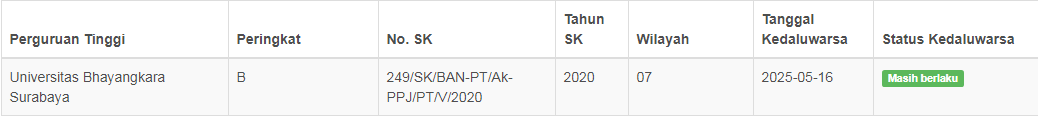 Perguruan Tinggi Peringkat No. SK Tahun SK Wilayah Tanggal Kedaluwarsa Status Kedaluwarsa
Universitas Bhayangkara Surabaya B 249/SK/BAN-PT/Ak-PPJ/PT/V/2020 2020 07 2025-05-16 Masih berlaku